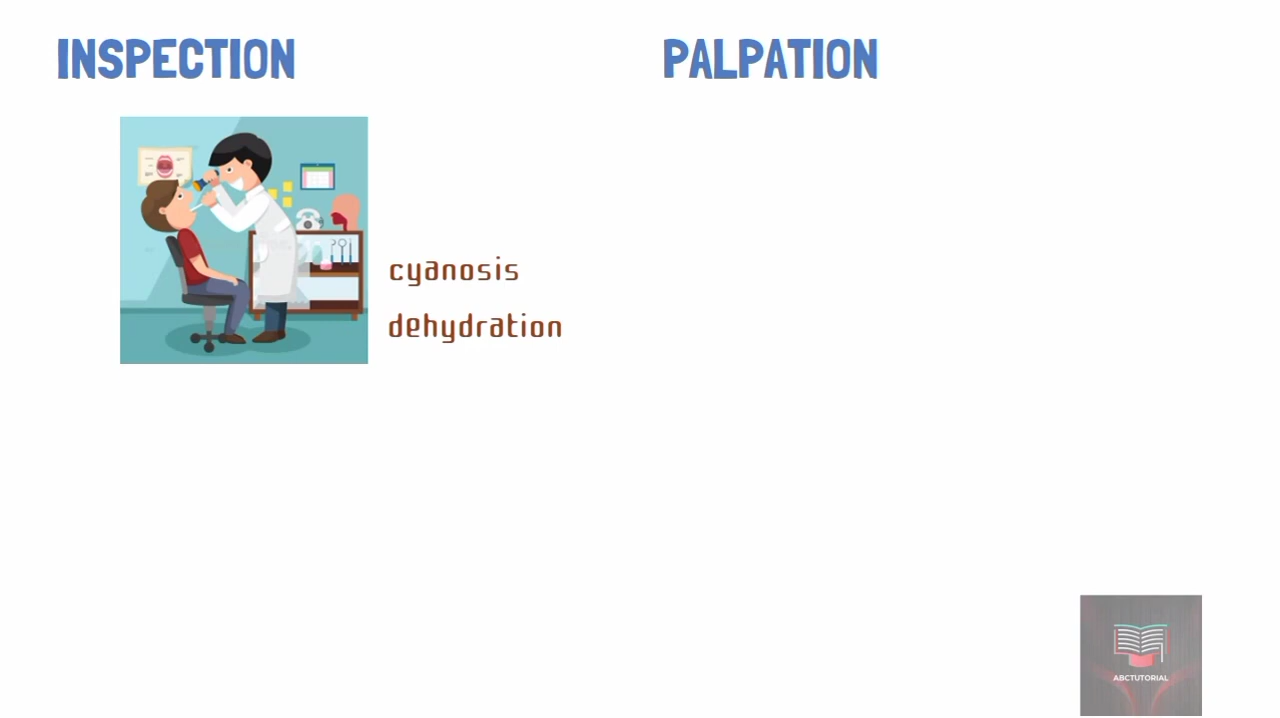 INSPECTION
PALPATION
cyanosis
dehydration
ABCTUTORIAL